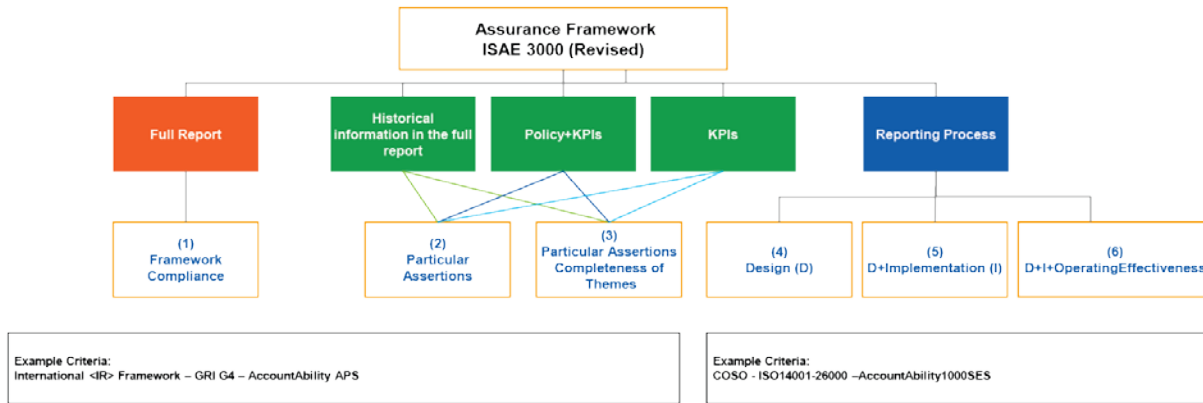 Assurance Framework
ISAE 3000 (Revised)
Full Report
Historical
information in the full
report
Policy+KPIs
KPIs
Reporting Process
(1)
Framework
Compliance
(2)
Particular
Assertions
(3)
Particular Assertions
Completeness of
Themes
(4)
Design (D)
(5)
D+Implementation (I)
(6)
D+I+OperatingEffectiveness
Example Criteria:
International <IR> Framework – GRI G4 – AccountAbility APS
Example Criteria:
COSO - ISO14001-26000 –AccountAbility1000SES